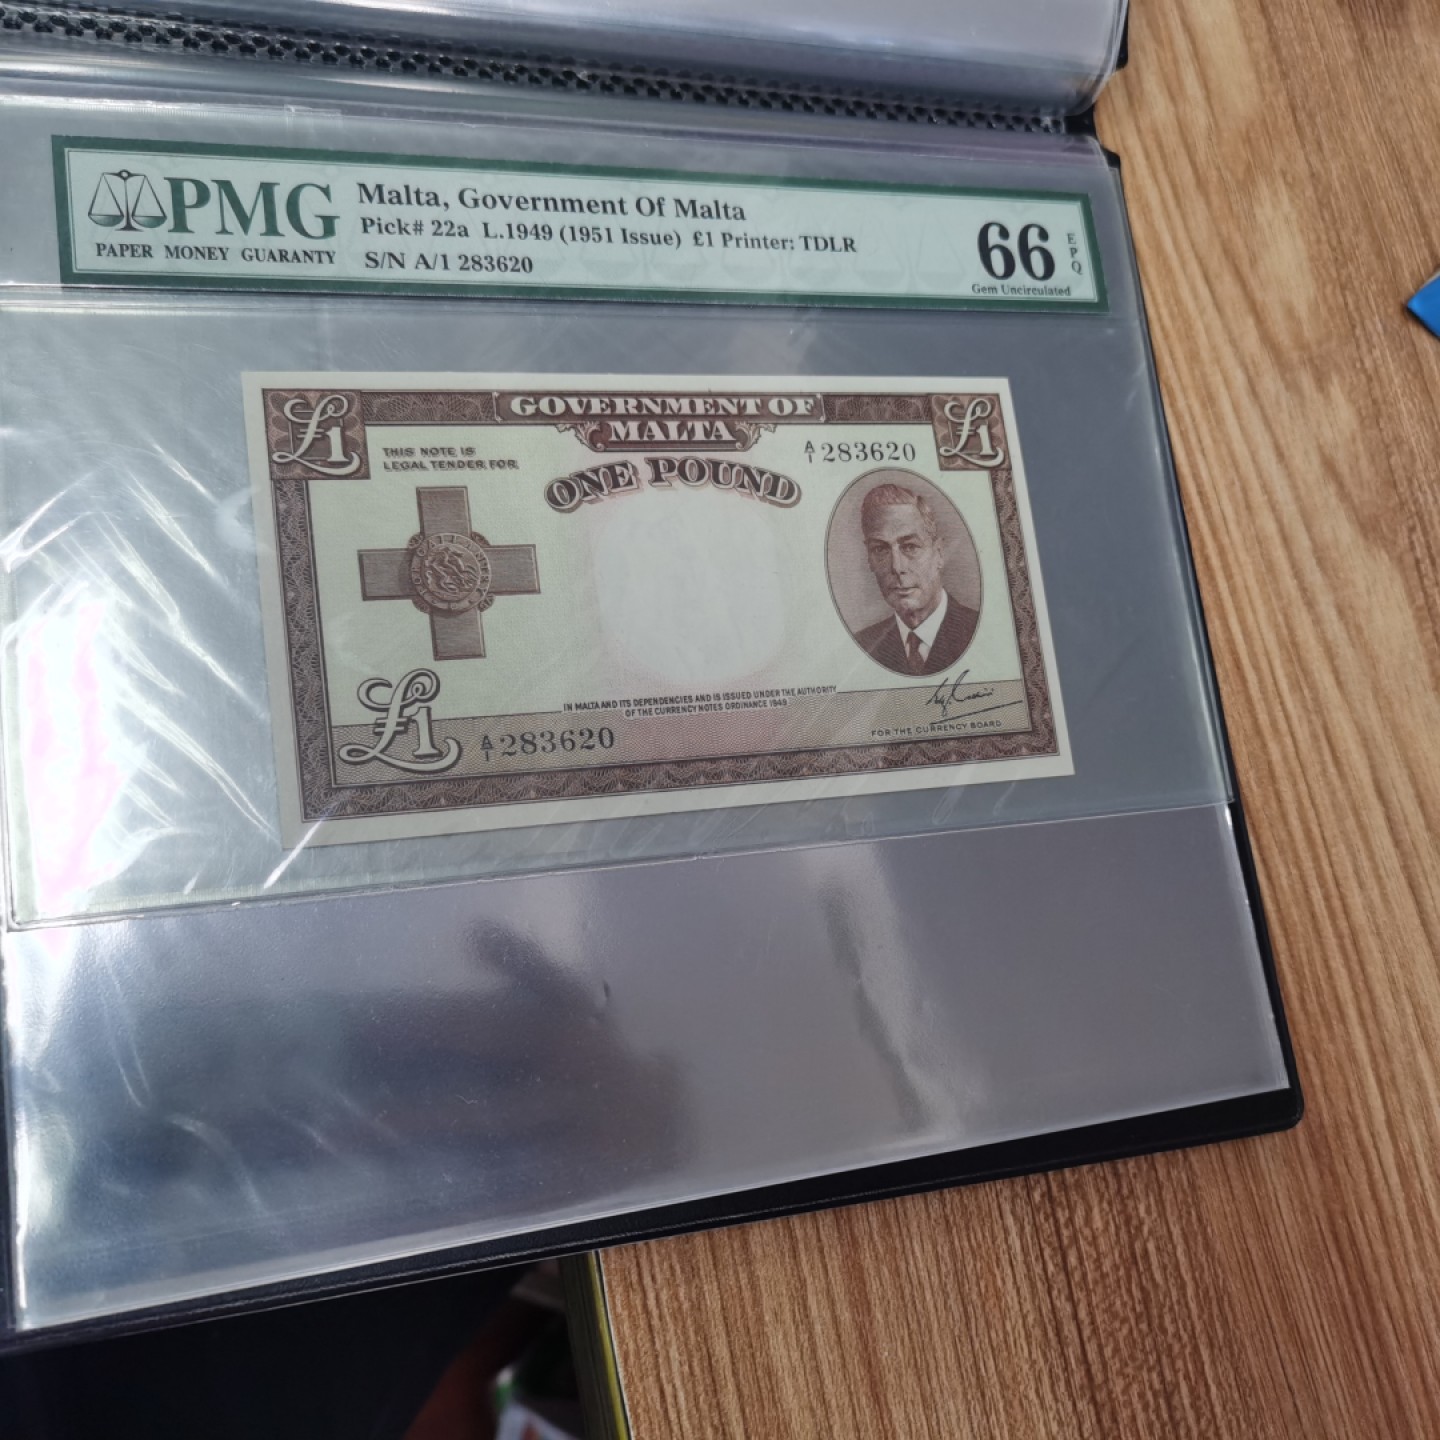 PMG
PAPER MONEY GUARANTY
Malta, Government Of Malta
Pick# 22a L.1949 (1951 Issue) £1 Printer: TDLR
S/N A/1 283620
66
EPQ
Gem Uncirculated
£1
GOVERNMENT OF
MALTA
£1
THIS NOTE IS
LEGAL TENDER FOR
ONE POUND
A/1 283620
IN MALTA AND ITS DEPENDENCIES AND IS ISSUED UNDER THE AUTHORITY
OF THE CURRENCY NOTES ORDINANCE 1949
£1
A/1 283620
FOR THE CURRENCY BOARD